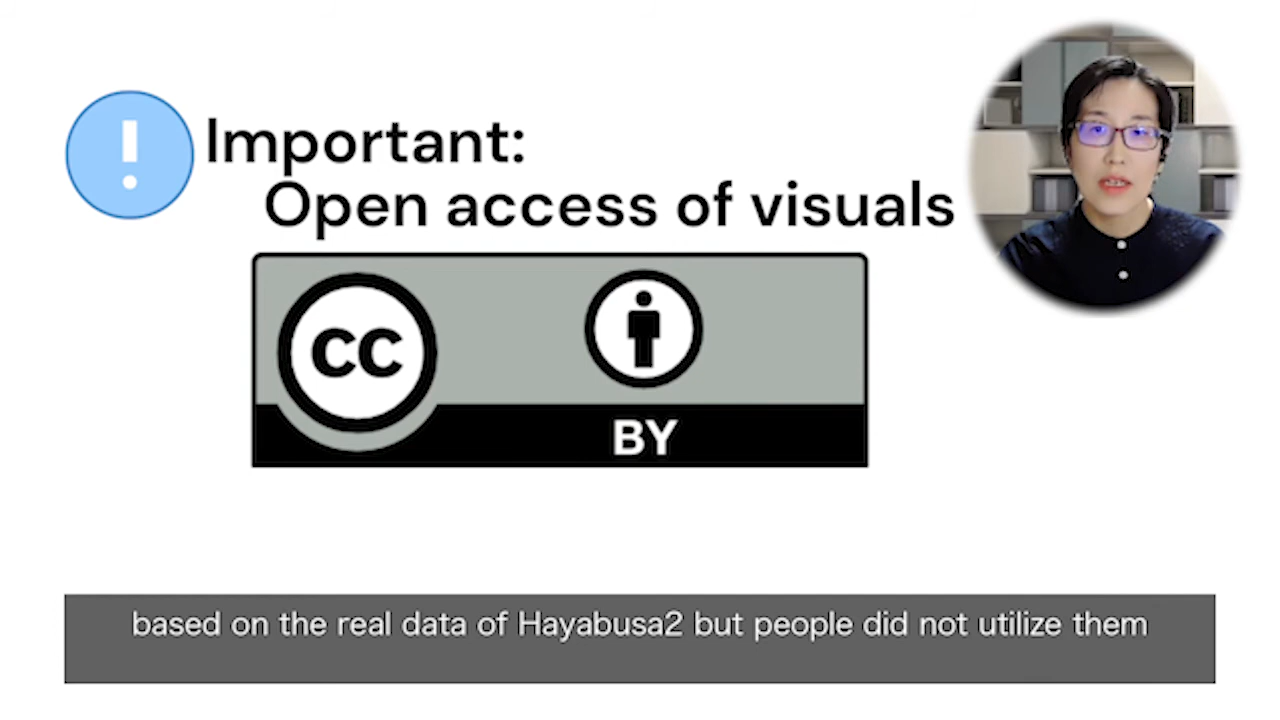 !
Important:
Open access of visuals
CC
BY
based on the real data of Hayabusa2 but people did not utilize them